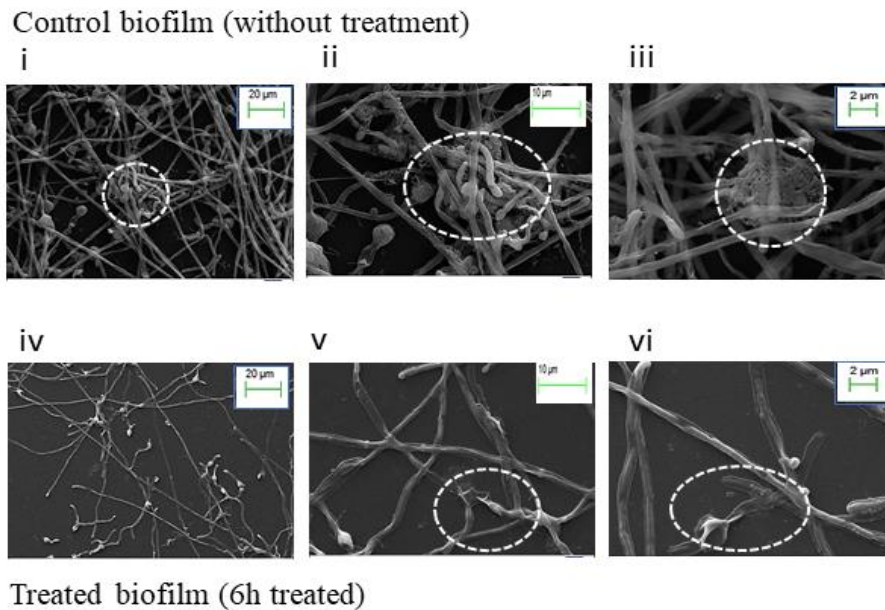 Control biofilm (without treatment)
i ii iii
20 µm 10 µm 2 µm
iv v vi
20 µm 10 µm 2 µm
Treated biofilm (6h treated)